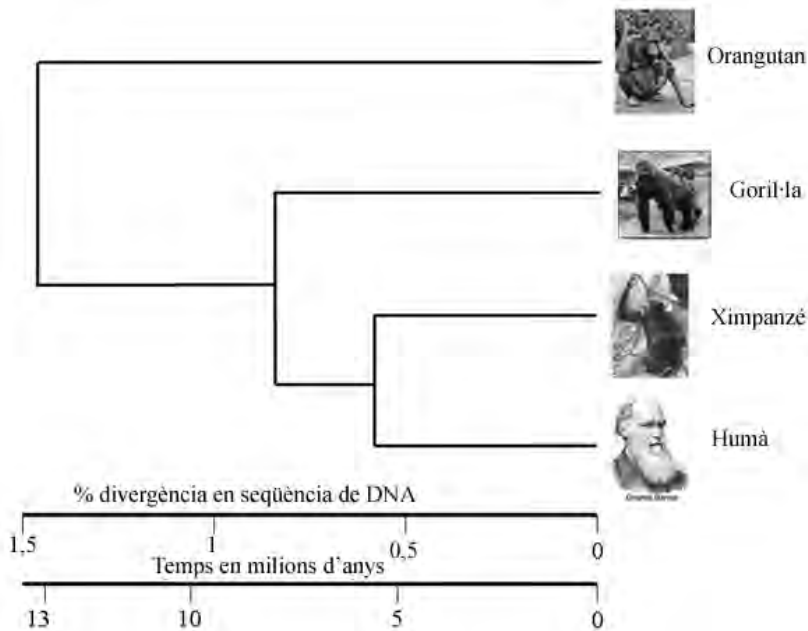 Orangutan
Goril·la
Ximpanzé
Humà
% divergència en seqüència de DNA
1,5 1 0,5 0
Temps en milions d'anys
13 10 5 0